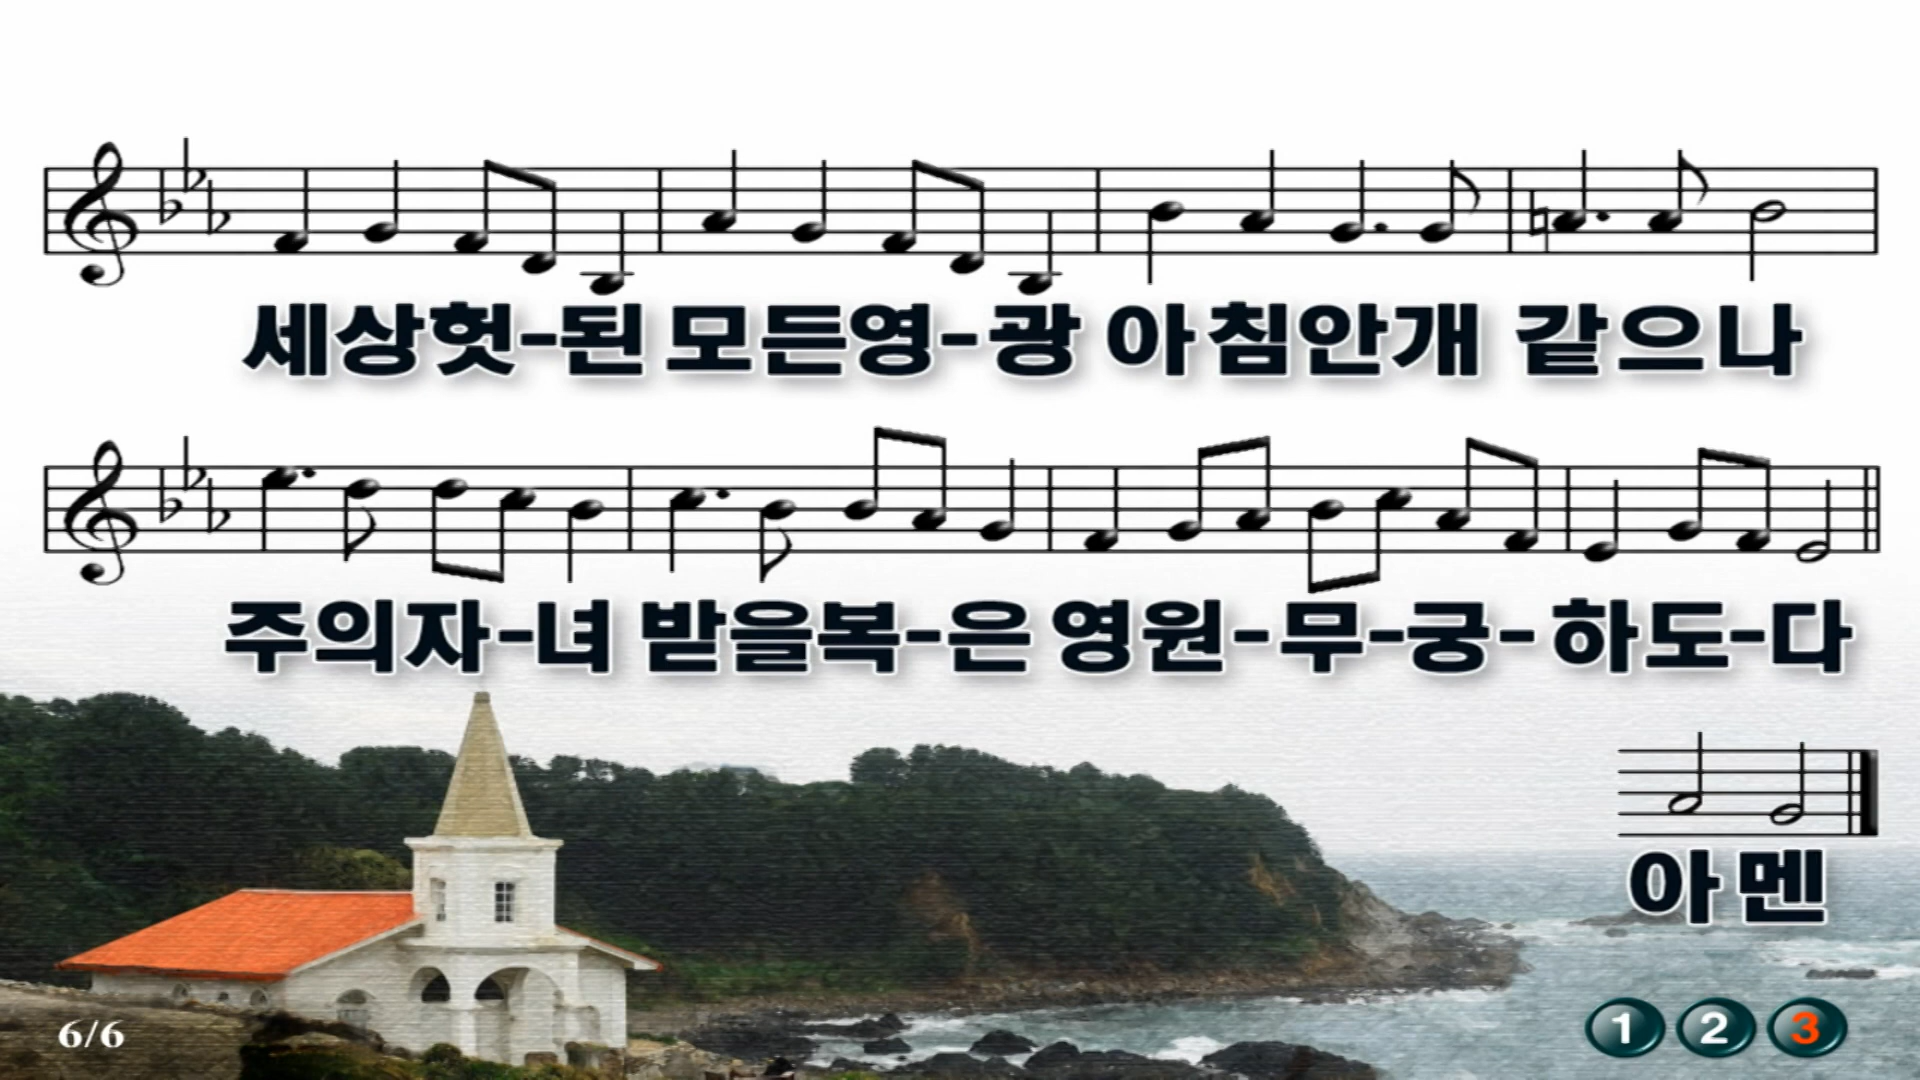 세상헛-된 모든영-광 아침안개 같으나
주의자-녀 받을복-은 영원-무-궁- 하도-다
아멘
6/6
1 2 3